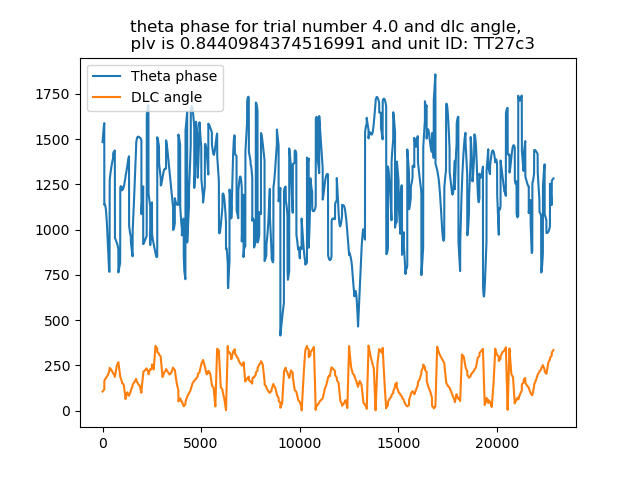 theta phase for trial number 4.0 and dlc angle,
plv is 0.8440984374516991 and unit ID: TT27c3
Theta phase
DLC angle
1750
1500
1250
1000
750
500
250
0
0 5000 10000 15000 20000